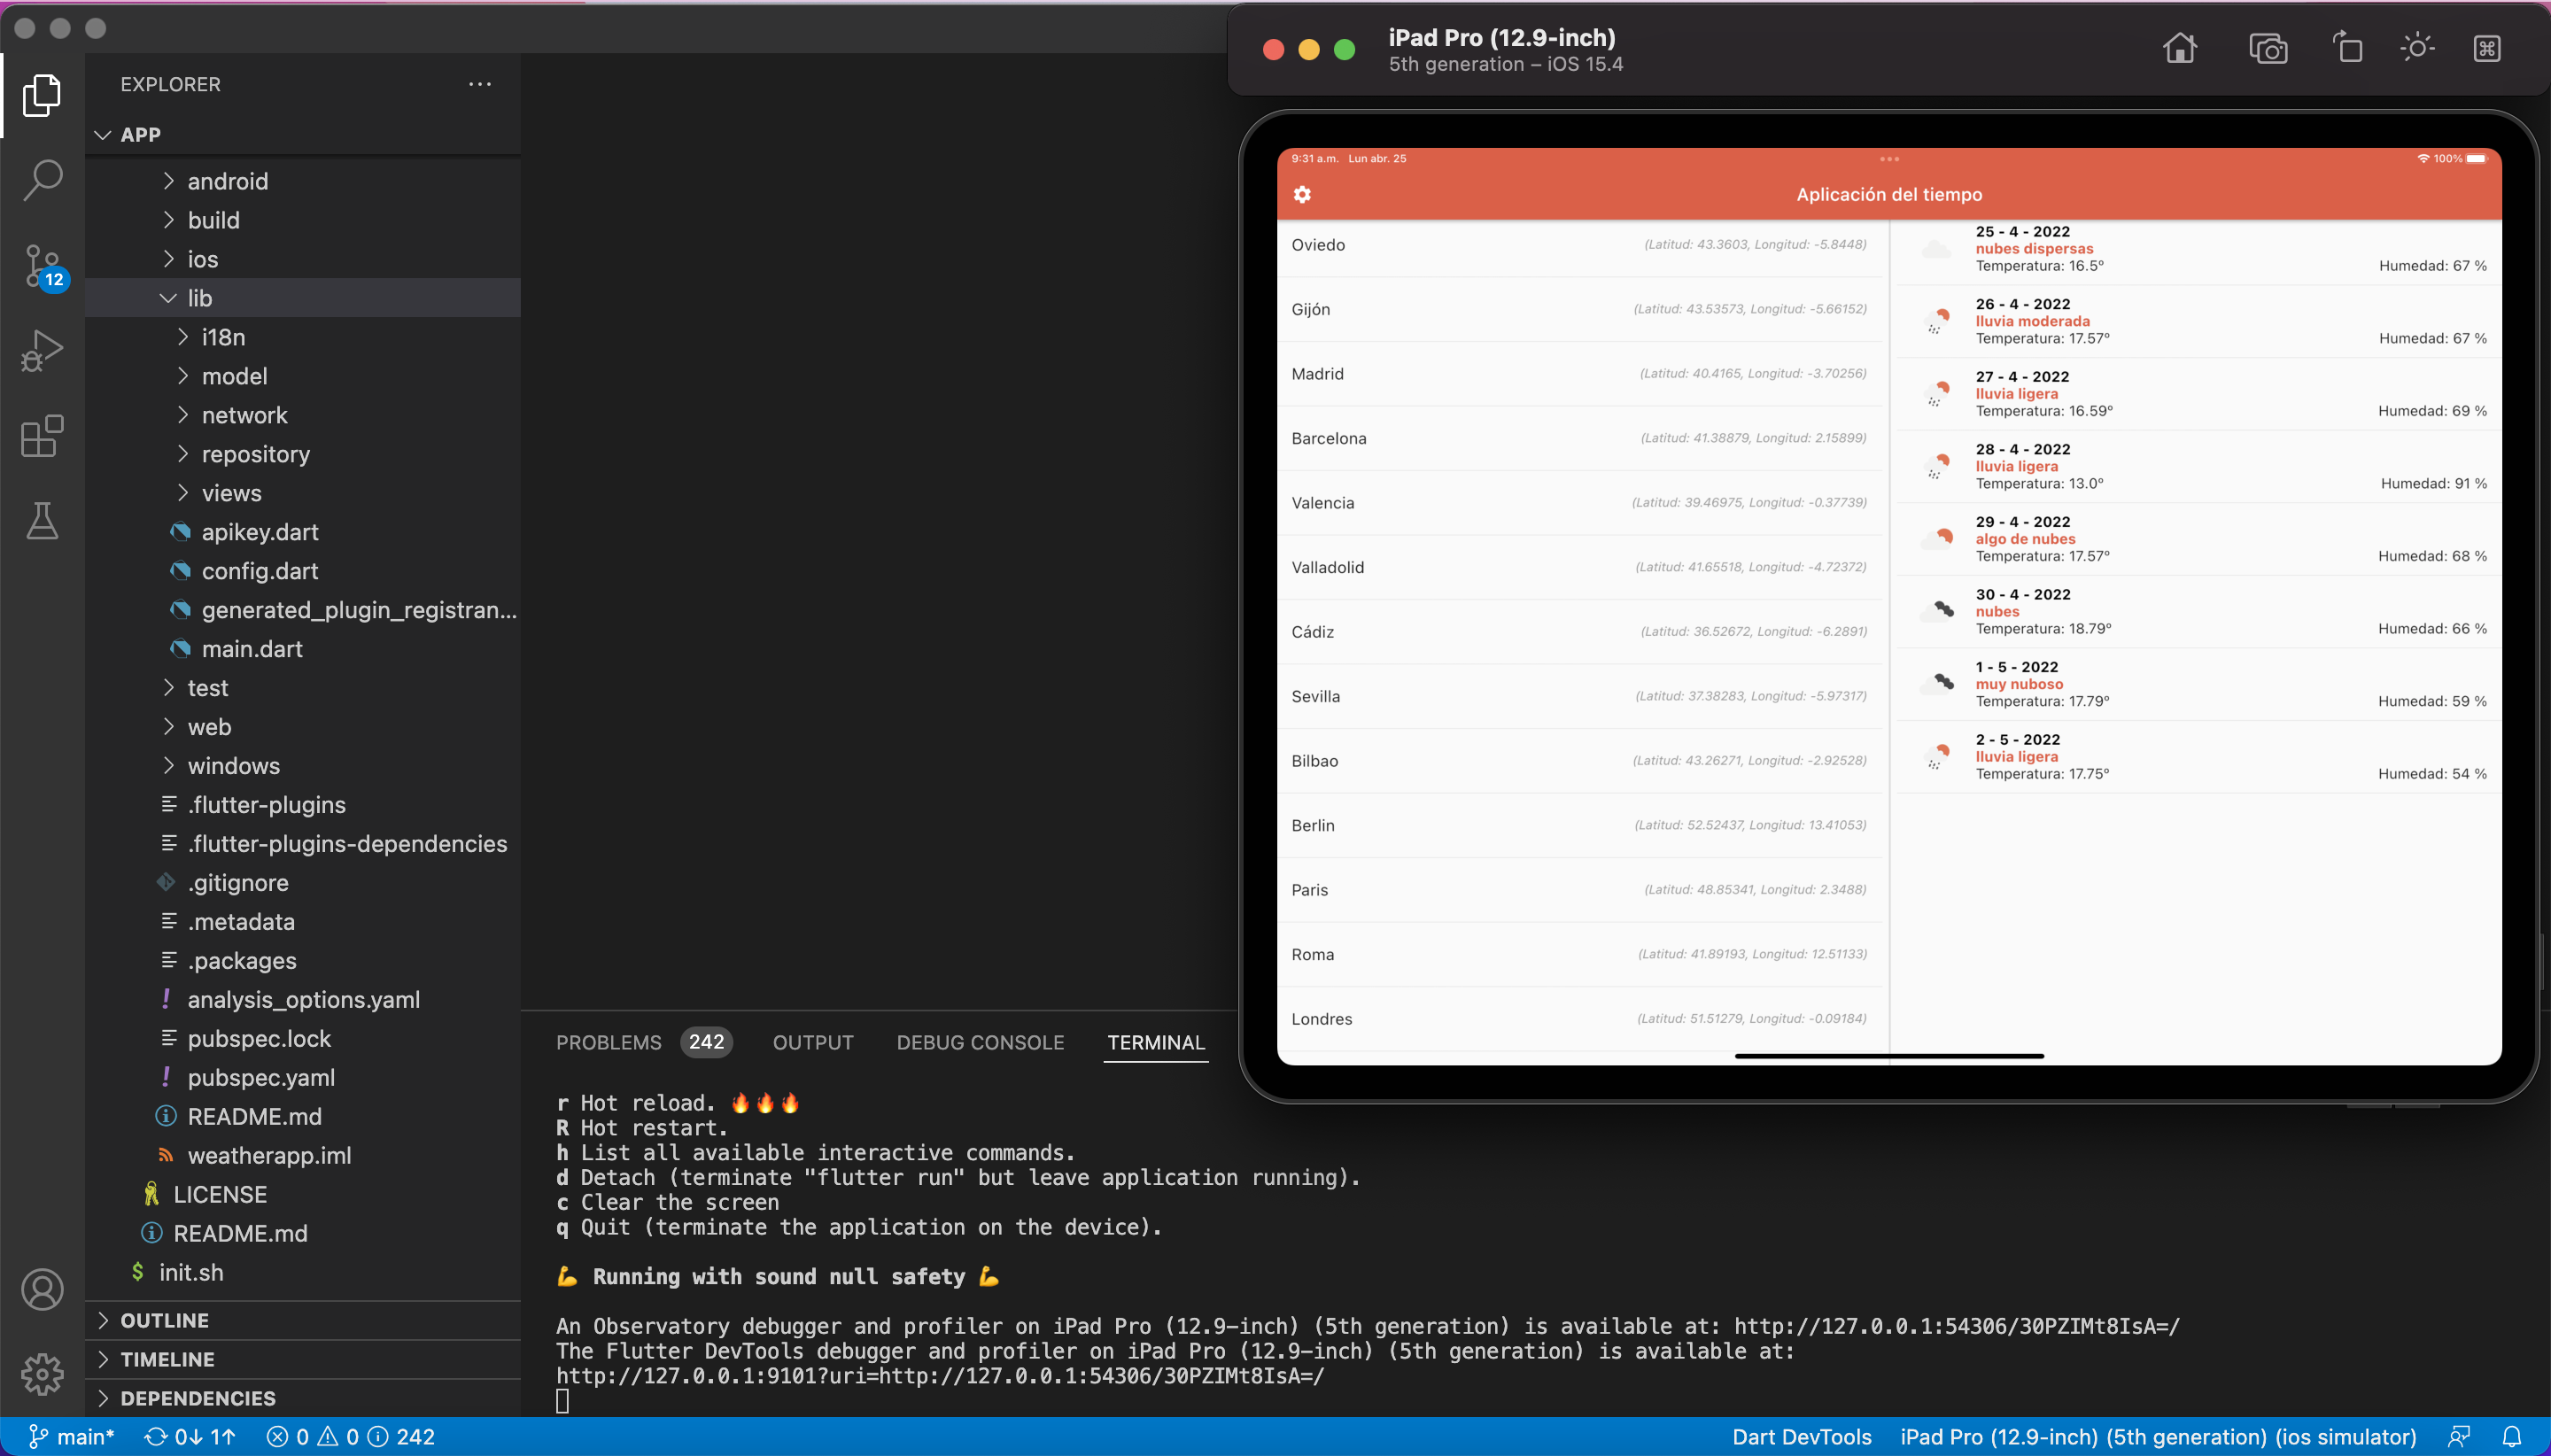 EXPLORER
APP
android
build
ios
lib
i18n
model
network
repository
views
apikey.dart
config.dart
generated_plugin_registran...
main.dart
test
web
windows
.flutter-plugins
.flutter-plugins-dependencies
.gitignore
.metadata
.packages
analysis_options.yaml
pubspec.lock
pubspec.yaml
README.md
weatherapp.iml
LICENSE
README.md
init.sh
OUTLINE
TIMELINE
DEPENDENCIES
12
iPad Pro (12.9-inch)
5th generation – iOS 15.4
9:31 a.m. Lun abr. 25
100%
Aplicación del tiempo
Oviedo (Latitud: 43.3603, Longitud: -5.8448)
Gijón (Latitud: 43.53573, Longitud: -5.66152)
Madrid (Latitud: 40.4165, Longitud: -3.70256)
Barcelona (Latitud: 41.38879, Longitud: 2.15899)
Valencia (Latitud: 39.46975, Longitud: -0.37739)
Valladolid (Latitud: 41.65518, Longitud: -4.72372)
Cádiz (Latitud: 36.52672, Longitud: -6.2891)
Sevilla (Latitud: 37.38283, Longitud: -5.97317)
Bilbao (Latitud: 43.26271, Longitud: -2.92528)
Berlin (Latitud: 52.52437, Longitud: 13.41053)
Paris (Latitud: 48.85341, Longitud: 2.3488)
Roma (Latitud: 41.89193, Longitud: 12.51133)
Londres (Latitud: 51.51279, Longitud: -0.09184)
25 - 4 - 2022
nubes dispersas
Temperatura: 16.5º Humedad: 67 %
26 - 4 - 2022
lluvia moderada
Temperatura: 17.57º Humedad: 67 %
27 - 4 - 2022
lluvia ligera
Temperatura: 16.59º Humedad: 69 %
28 - 4 - 2022
lluvia ligera
Temperatura: 13.0º Humedad: 91 %
29 - 4 - 2022
algo de nubes
Temperatura: 17.57º Humedad: 68 %
30 - 4 - 2022
nubes
Temperatura: 18.79º Humedad: 66 %
1 - 5 - 2022
muy nuboso
Temperatura: 17.79º Humedad: 59 %
2 - 5 - 2022
lluvia ligera
Temperatura: 17.75º Humedad: 54 %
PROBLEMS 242 OUTPUT DEBUG CONSOLE TERMINAL
r Hot reload. 🔥🔥🔥
R Hot restart.
h List all available interactive commands.
d Detach (terminate "flutter run" but leave application running).
c Clear the screen
q Quit (terminate the application on the device).
💪 Running with sound null safety 💪
An Observatory debugger and profiler on iPad Pro (12.9-inch) (5th generation) is available at: http://127.0.0.1:54306/30PZIMt8IsA=/
The Flutter DevTools debugger and profiler on iPad Pro (12.9-inch) (5th generation) is available at:
http://127.0.0.1:9101?uri=http://127.0.0.1:54306/30PZIMt8IsA=/
main* 0↓ 1↑ 0 0 242
Dart DevTools iPad Pro (12.9-inch) (5th generation) (ios simulator)